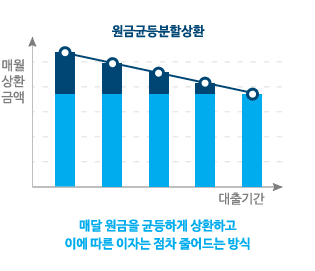 원금균등분할상환
매월
상환
금액
대출기간
매달 원금을 균등하게 상환하고
이에 따른 이자는 점차 줄어드는 방식